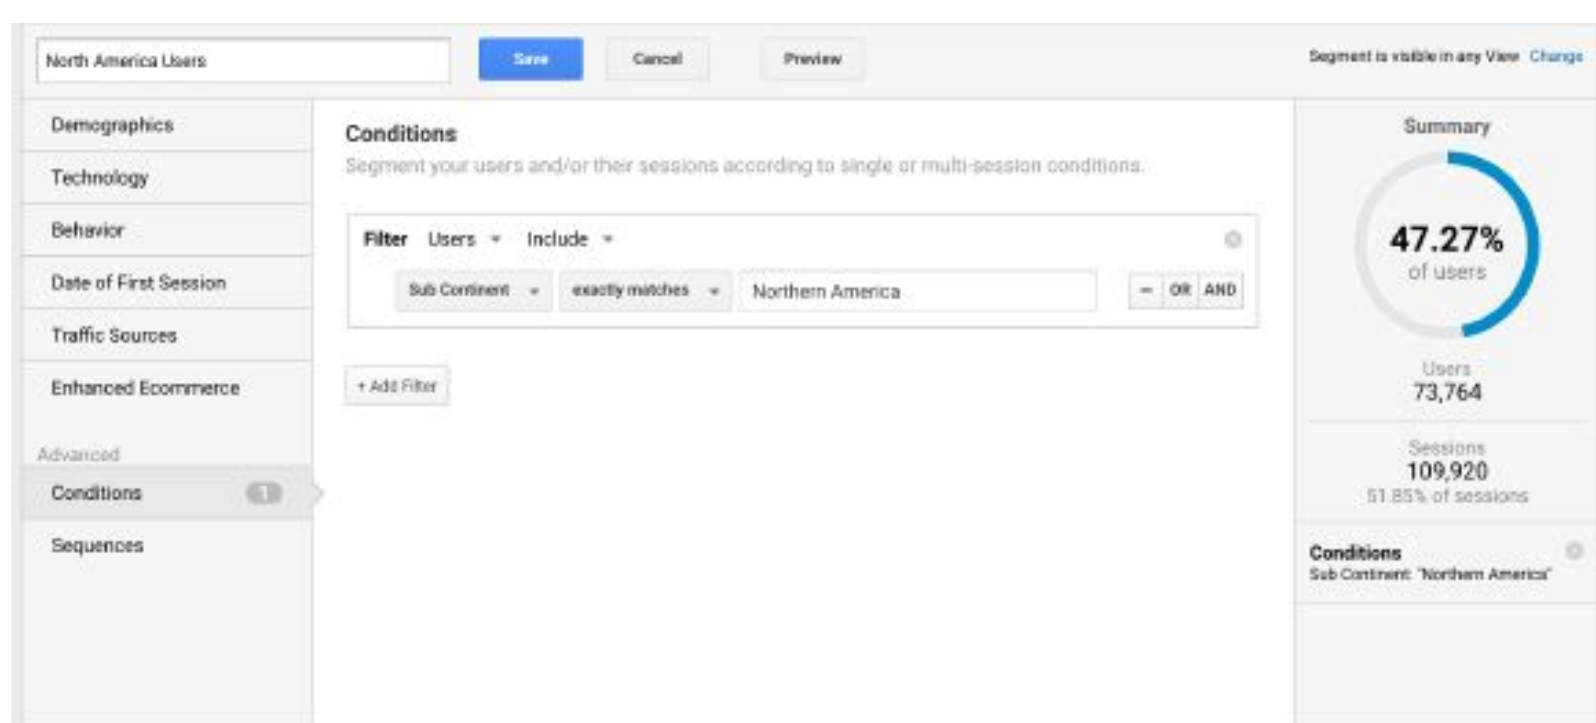 North America Users
Save
Cancel
Preview
Segment is visible in any View Change
Demographics
Technology
Behavior
Date of First Session
Traffic Sources
Enhanced Ecommerce
Advanced
Conditions 1
Sequences
Conditions
Segment your users and/or their sessions according to single or multi-session conditions.
Filter Users Include
Sub Continent exactly matches Northern America – OR AND
+ Add Filter
Summary
47.27%
of users
Users
73,764
Sessions
109,920
51.85% of sessions
Conditions
Sub Continent: "Northern America"